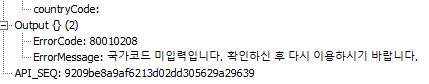 countryCode:
Output {} (2)
ErrorCode: 80010208
ErrorMessage: 국가코드 미입력입니다. 확인하신 후 다시 이용하시기 바랍니다.
API_SEQ: 9209be8a9af6213d02dd305629a29639